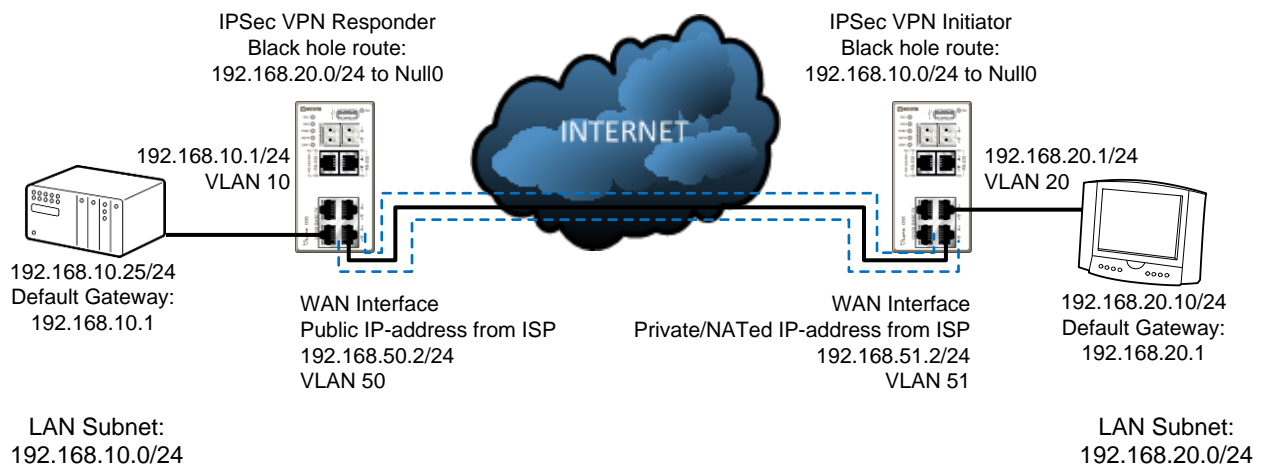 IPSec VPN Responder
Black hole route:
192.168.20.0/24 to Null0
IPSec VPN Initiator
Black hole route:
192.168.10.0/24 to Null0
INTERNET
192.168.10.1/24
VLAN 10
192.168.20.1/24
VLAN 20
192.168.10.25/24
Default Gateway:
192.168.10.1
WAN Interface
Public IP-address from ISP
192.168.50.2/24
VLAN 50
WAN Interface
Private/NATed IP-address from ISP
192.168.51.2/24
VLAN 51
192.168.20.10/24
Default Gateway:
192.168.20.1
LAN Subnet:
192.168.10.0/24
LAN Subnet:
192.168.20.0/24